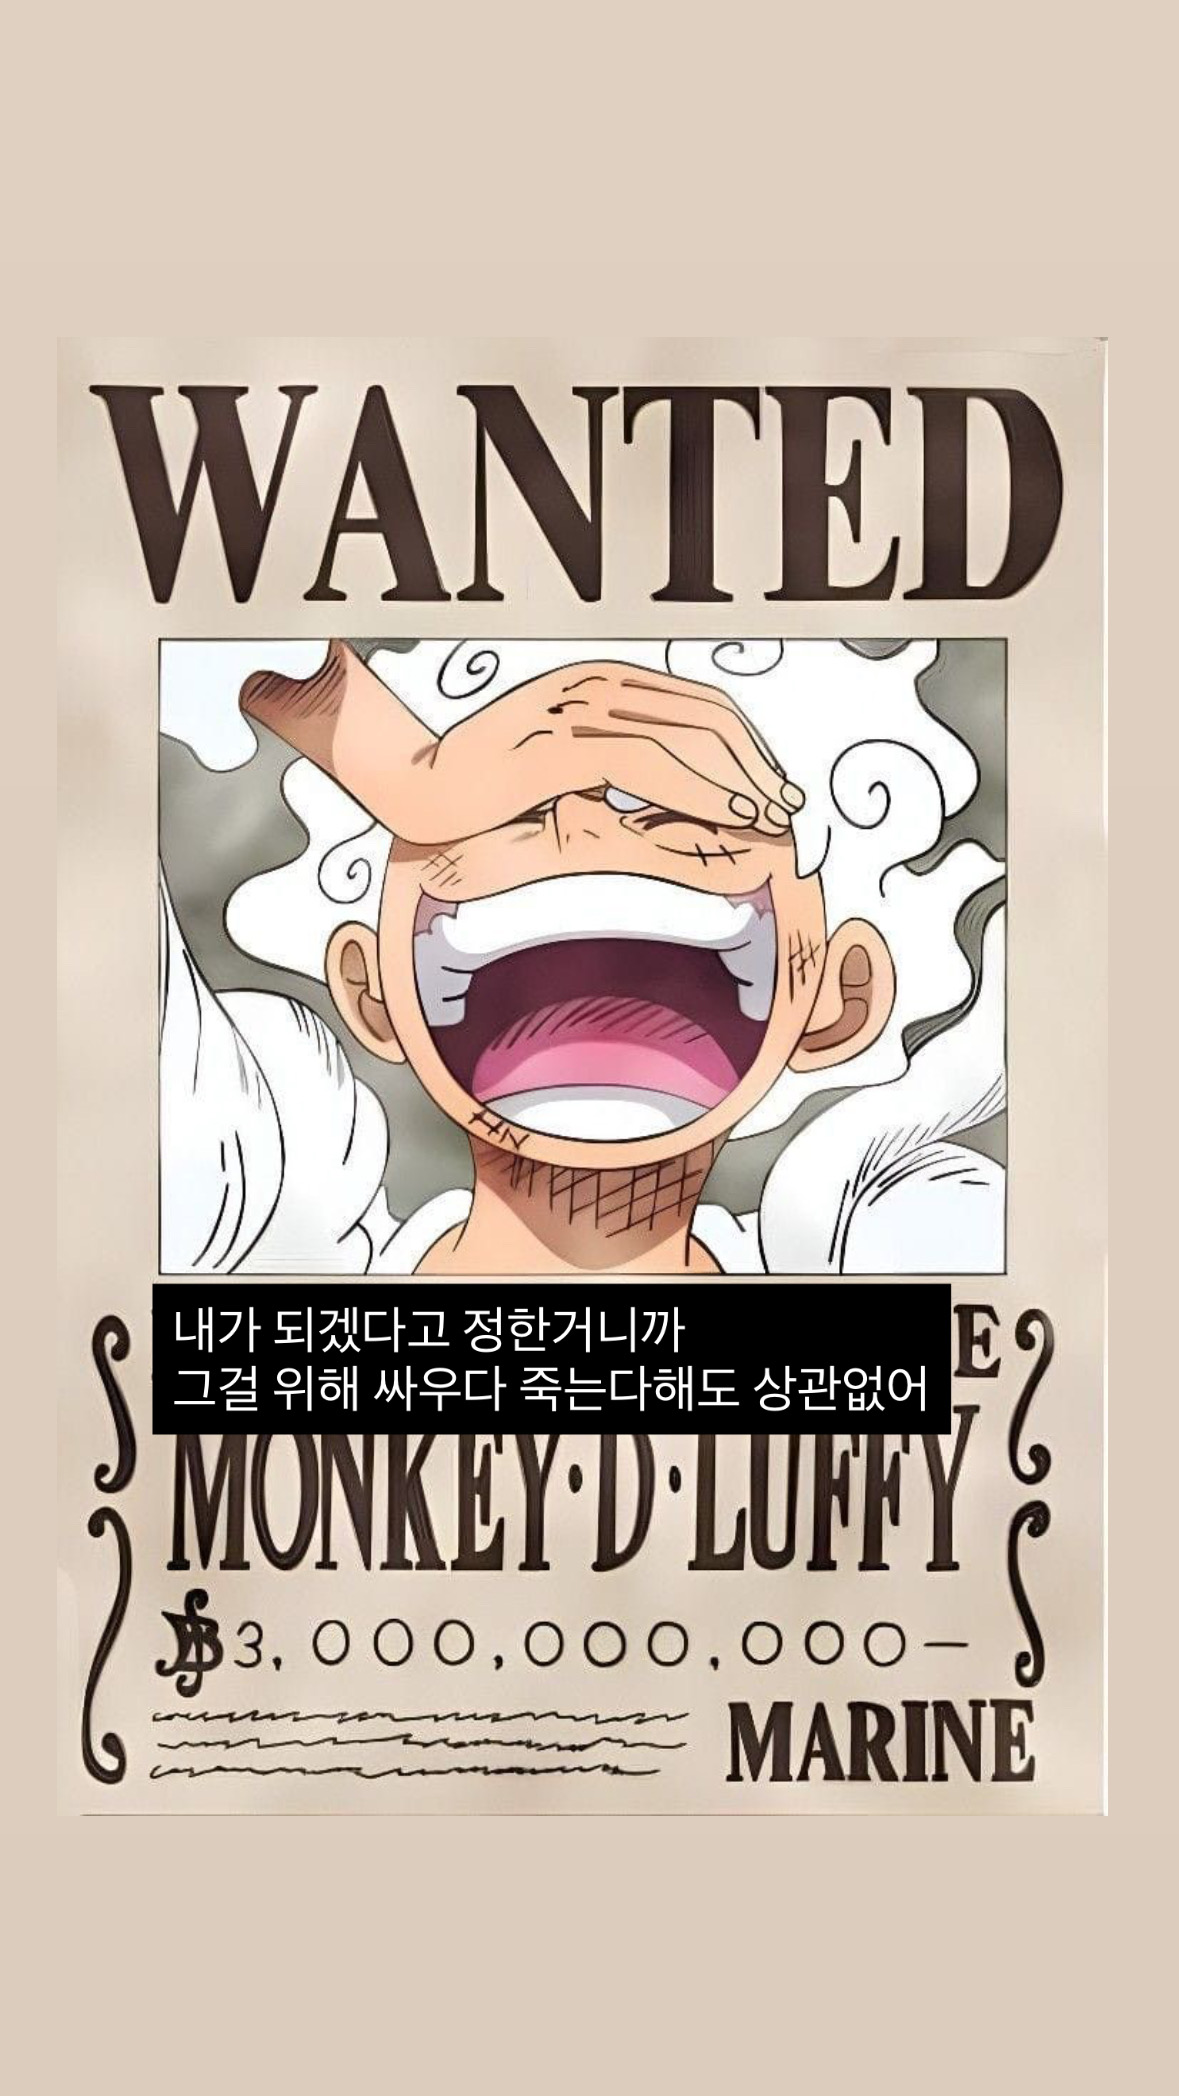 WANTED
내가 되겠다고 정한거니까
그걸 위해 싸우다 죽는다해도 상관없어
MONKEY·D·LUFFY
3,000,000,000-
MARINE